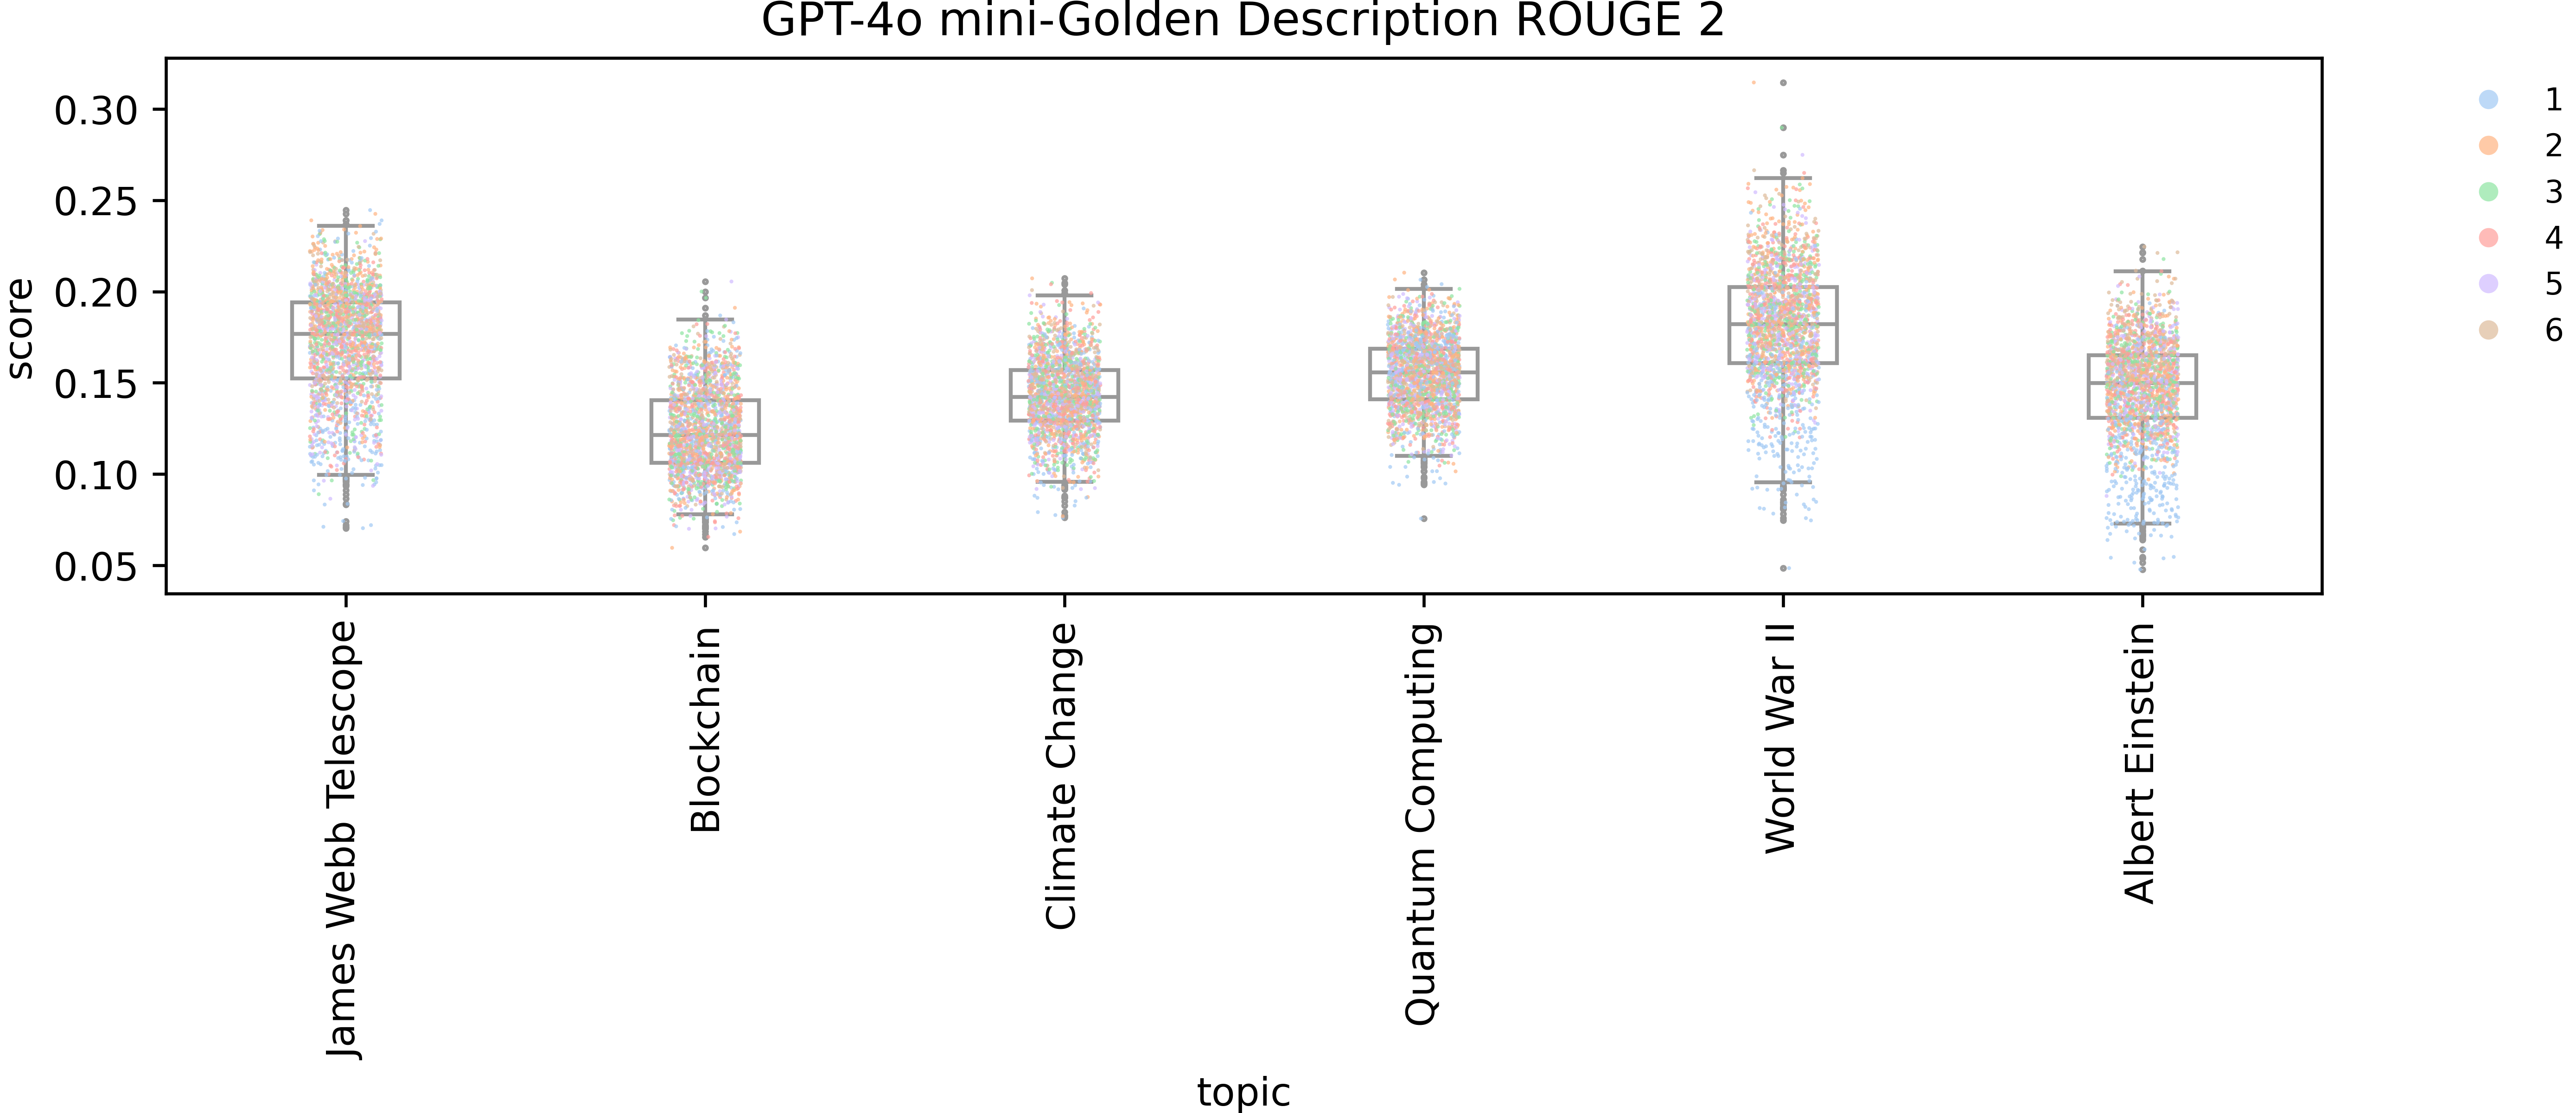 GPT-4o mini-Golden Description ROUGE 2
score
0.30
0.25
0.20
0.15
0.10
0.05
1
2
3
4
5
6
James Webb Telescope
Blockchain
Climate Change
Quantum Computing
World War II
Albert Einstein
topic